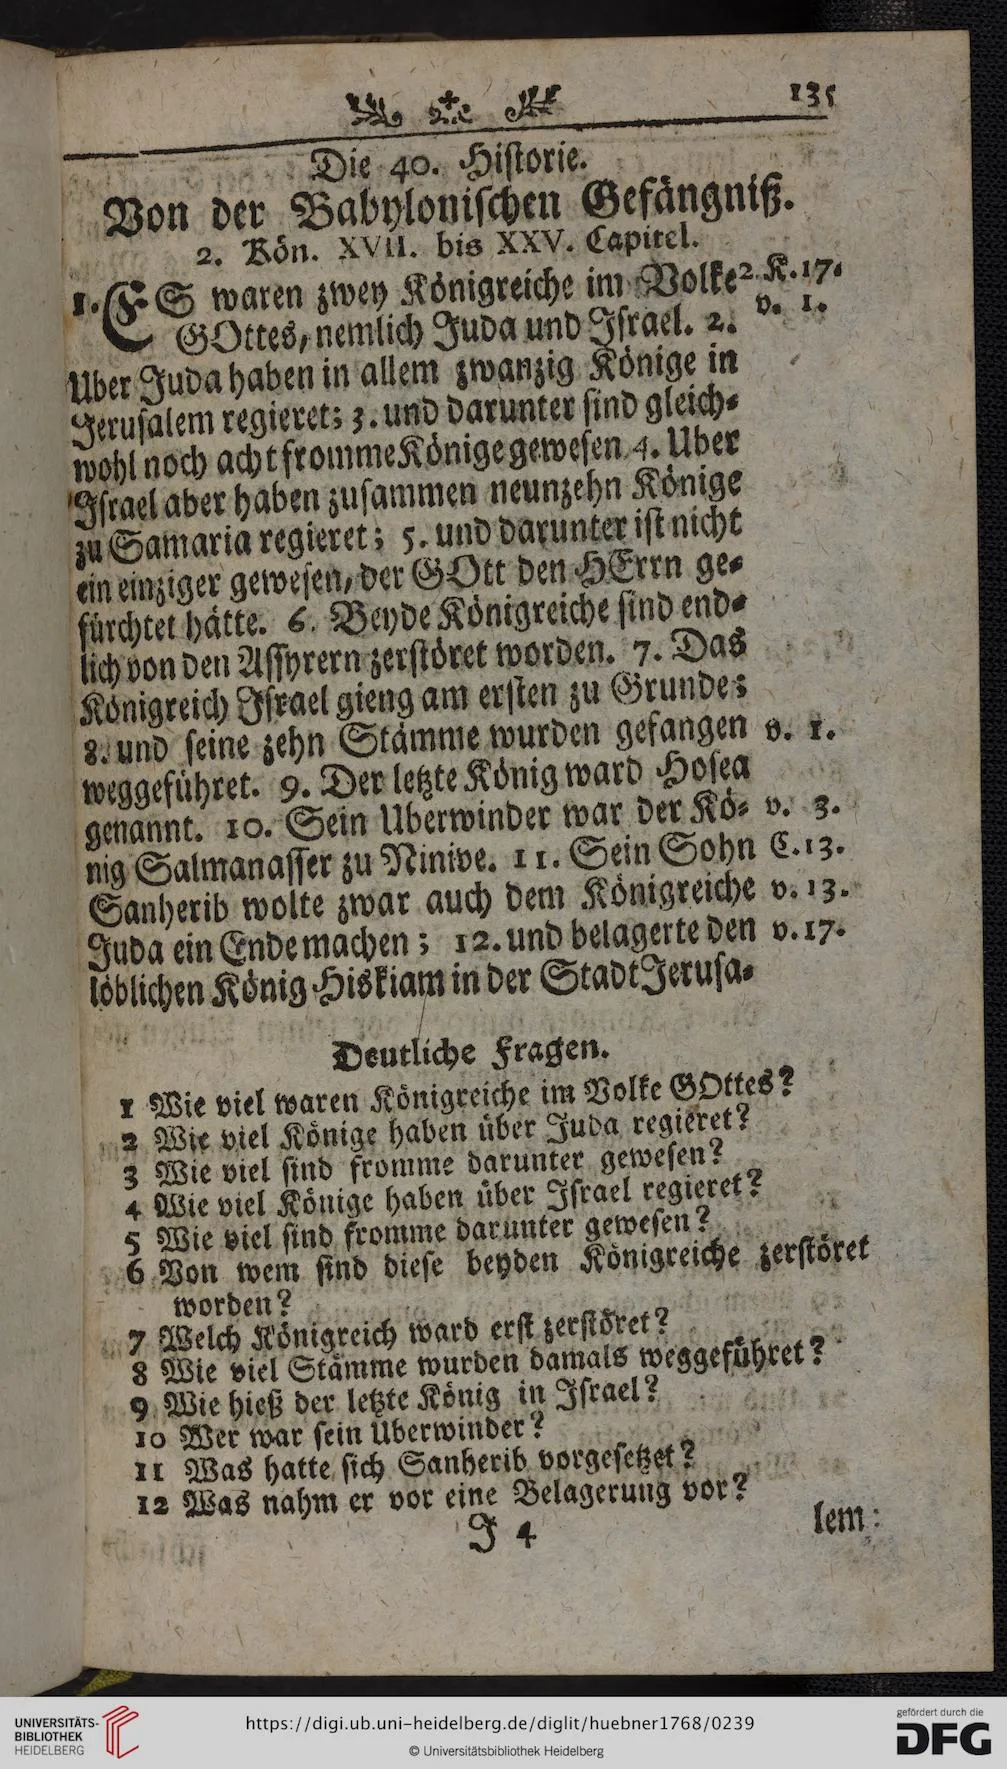 135
Die 40. Historie.
Von der Babylonischen Gefängniß.
2. Kön. XVII. bis XXV. Capitel.
1. ES waren zwey Königreiche im Volke 2. K. 17.
GOttes, nemlich Juda und Israel. 2. v. 1.
Uber Juda haben in allem zwanzig Könige in
Jerusalem regieret; 3. und darunter sind gleich-
wohl noch acht fromme Könige gewesen 4. Uber
Israel aber haben zusammen neunzehn Könige
zu Samaria regieret; 5. und darunter ist nicht
ein einziger gewesen, der GOtt den HErrn ge-
fürchtet hätte. 6. Beyde Königreiche sind end-
lich von den Assyrern zerstöret worden. 7. Das
Königreich Israel gieng am ersten zu Grunde;
8. und seine zehn Stämme wurden gefangen v. 1.
weggeführet. 9. Der letzte König ward Hosea
genannt. 10. Sein Uberwinder war der Kö- v. 3.
nig Salmanasser zu Ninive. 11. Sein Sohn C. 13.
Sanherib wolte zwar auch dem Königreiche v. 13.
Juda ein Ende machen; 12. und belagerte den v. 17.
löblichen König Hiskiam in der Stadt Jerusa-
Deutliche Fragen.
1 Wie viel waren Königreiche im Volke GOttes?
2 Wie viel Könige haben über Juda regieret?
3 Wie viel sind fromme darunter gewesen?
4 Wie viel Könige haben über Israel regieret?
5 Wie viel sind fromme darunter gewesen?
6 Von wem sind diese beyden Königreiche zerstöret
worden?
7 Welch Königreich ward erst zerstöret?
8 Wie viel Stämme wurden damals weggeführet?
9 Wie hieß der letzte König in Israel?
10 Wer war sein Uberwinder?
11 Was hatte sich Sanherib vorgesetzet?
12 Was nahm er vor eine Belagerung vor?
J 4
lem:
UNIVERSITÄTS-
BIBLIOTHEK
HEIDELBERG
https://digi.ub.uni-heidelberg.de/diglit/huebner1768/0239
© Universitätsbibliothek Heidelberg
gefördert durch die
DFG